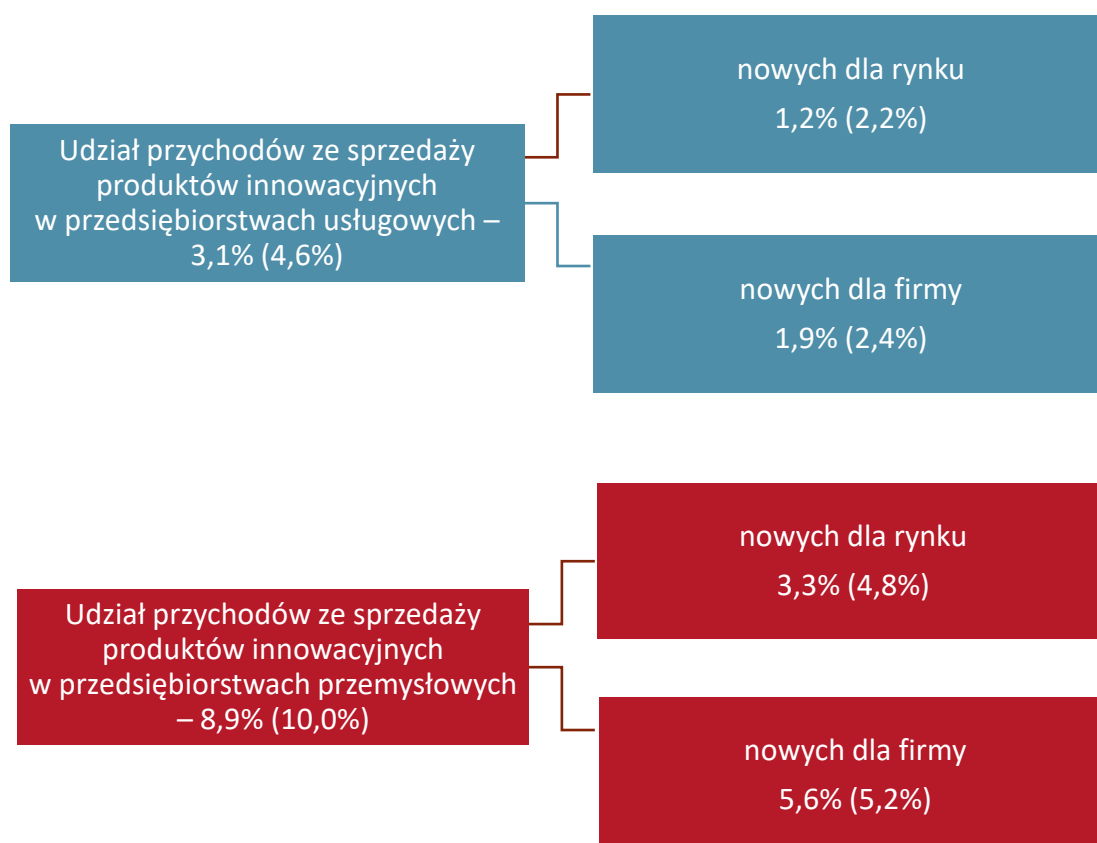 Udział przychodów ze sprzedaży
produktów innowacyjnych
w przedsiębiorstwach usługowych –
3,1% (4,6%)
nowych dla rynku
1,2% (2,2%)
nowych dla firmy
1,9% (2,4%)
Udział przychodów ze sprzedaży
produktów innowacyjnych
w przedsiębiorstwach przemysłowych
– 8,9% (10,0%)
nowych dla rynku
3,3% (4,8%)
nowych dla firmy
5,6% (5,2%)